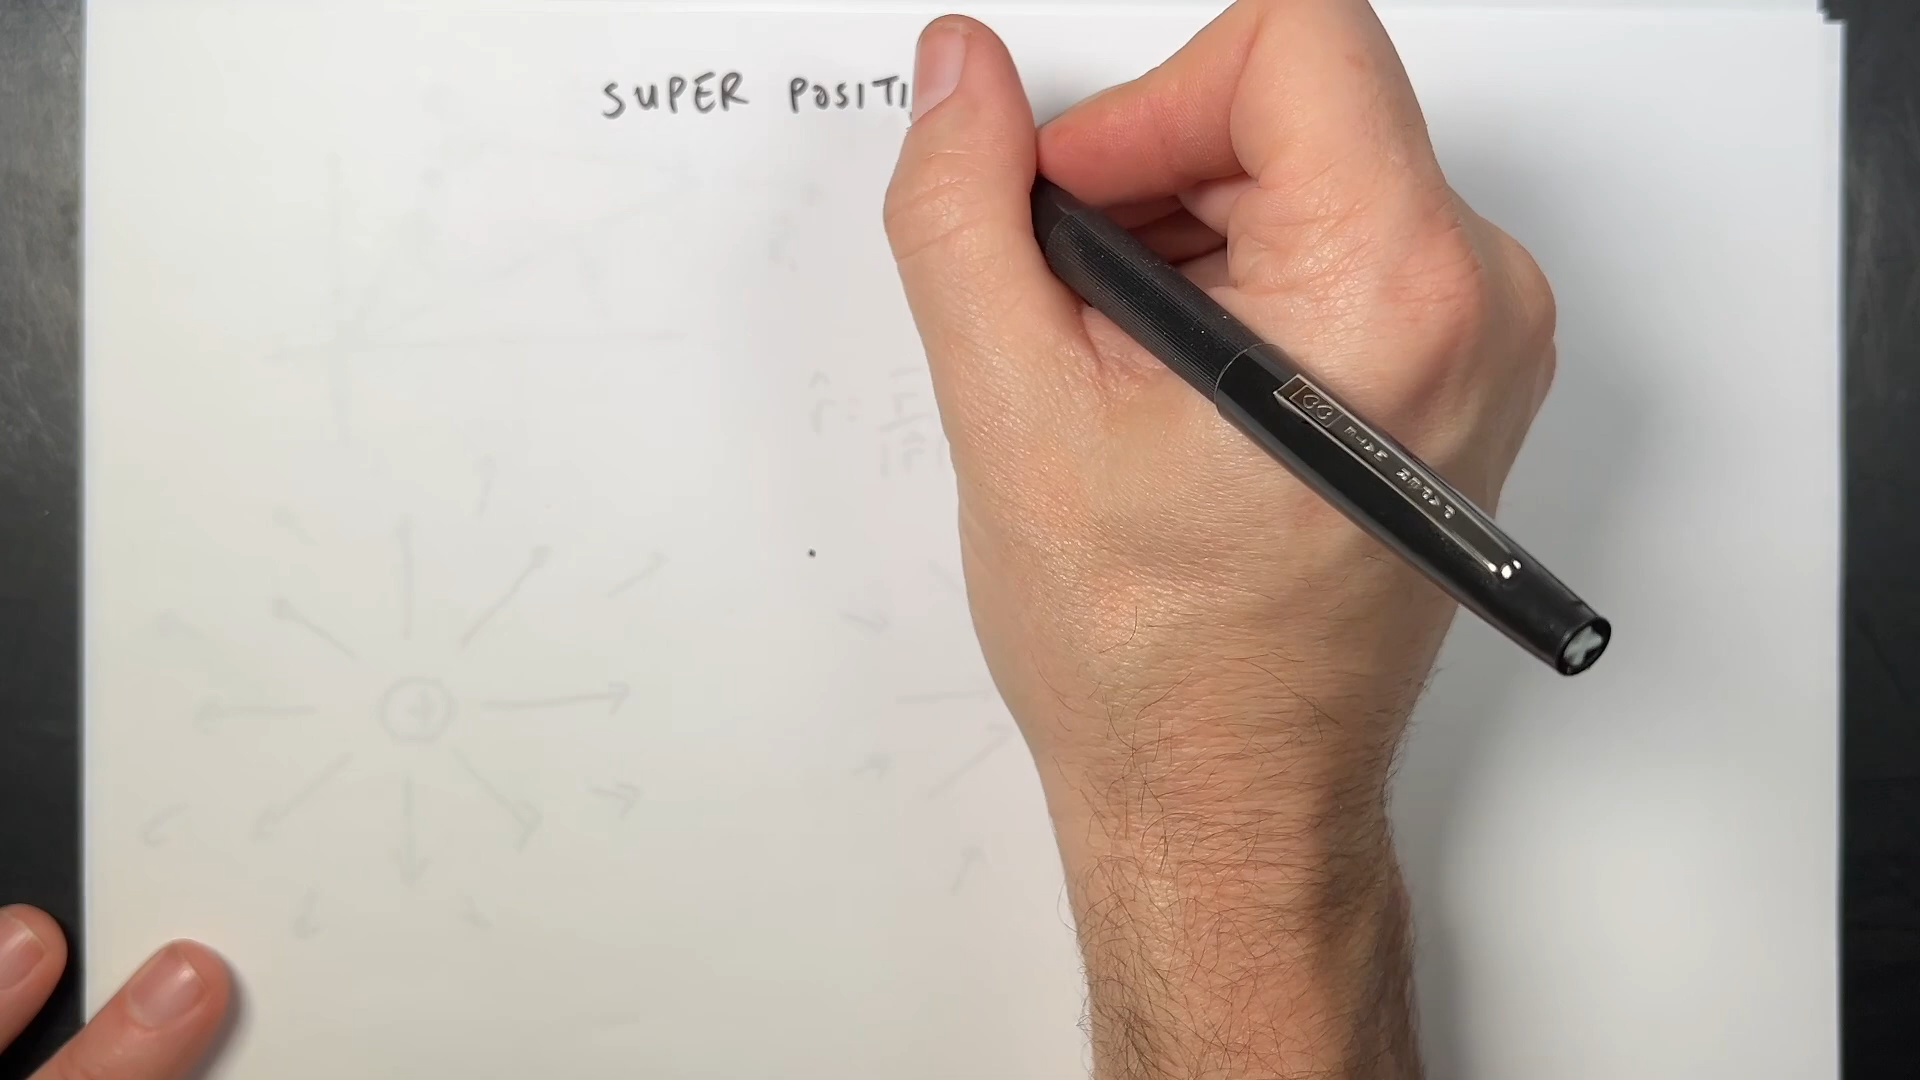 SUPER POSITI
r̂ = r⃗
|r⃗|
+